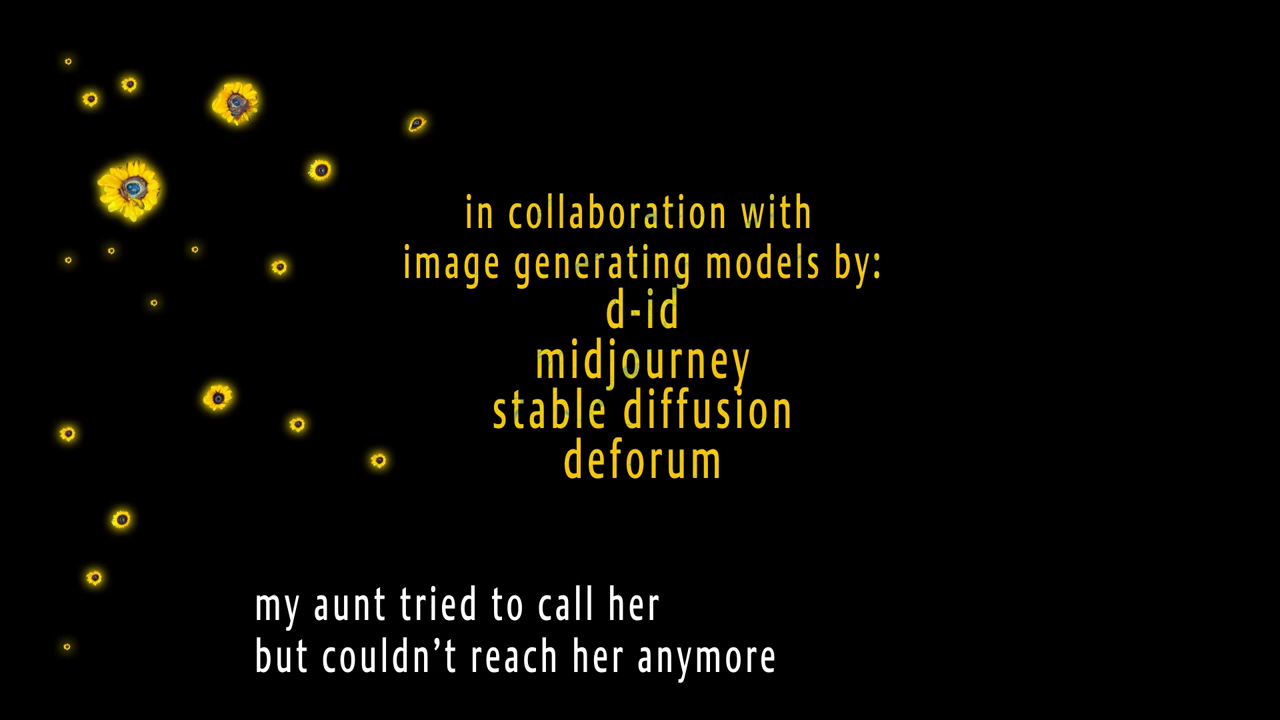 in collaboration with
image generating models by:
d-id
midjourney
stable diffusion
deforum
my aunt tried to call her
but couldn’t reach her anymore